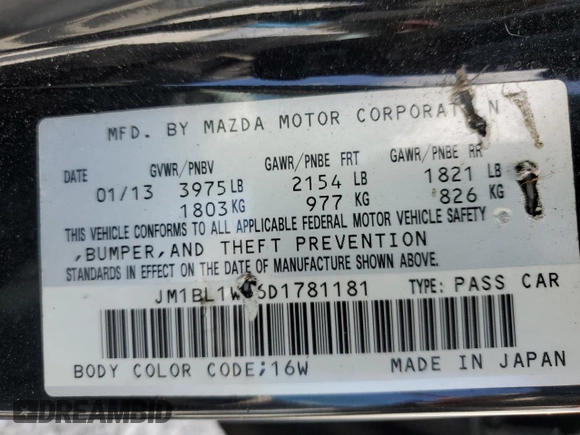 MFD. BY MAZDA MOTOR CORPORATION
DATE GVWR/PNBV GAWR/PNBE FRT GAWR/PNBE RR
01/13 3975 LB 2154 LB 1821 LB
1803 KG 977 KG 826 KG
THIS VEHICLE CONFORMS TO ALL APPLICABLE FEDERAL MOTOR VEHICLE SAFETY
,BUMPER,AND THEFT PREVENTION
STANDARDS IN EFFECT ON THE DATE OF MANUFACTURE SHOWN ABOVE.
TYPE: PASS CAR
BODY COLOR CODE;16W MADE IN JAPAN
DREAMBID